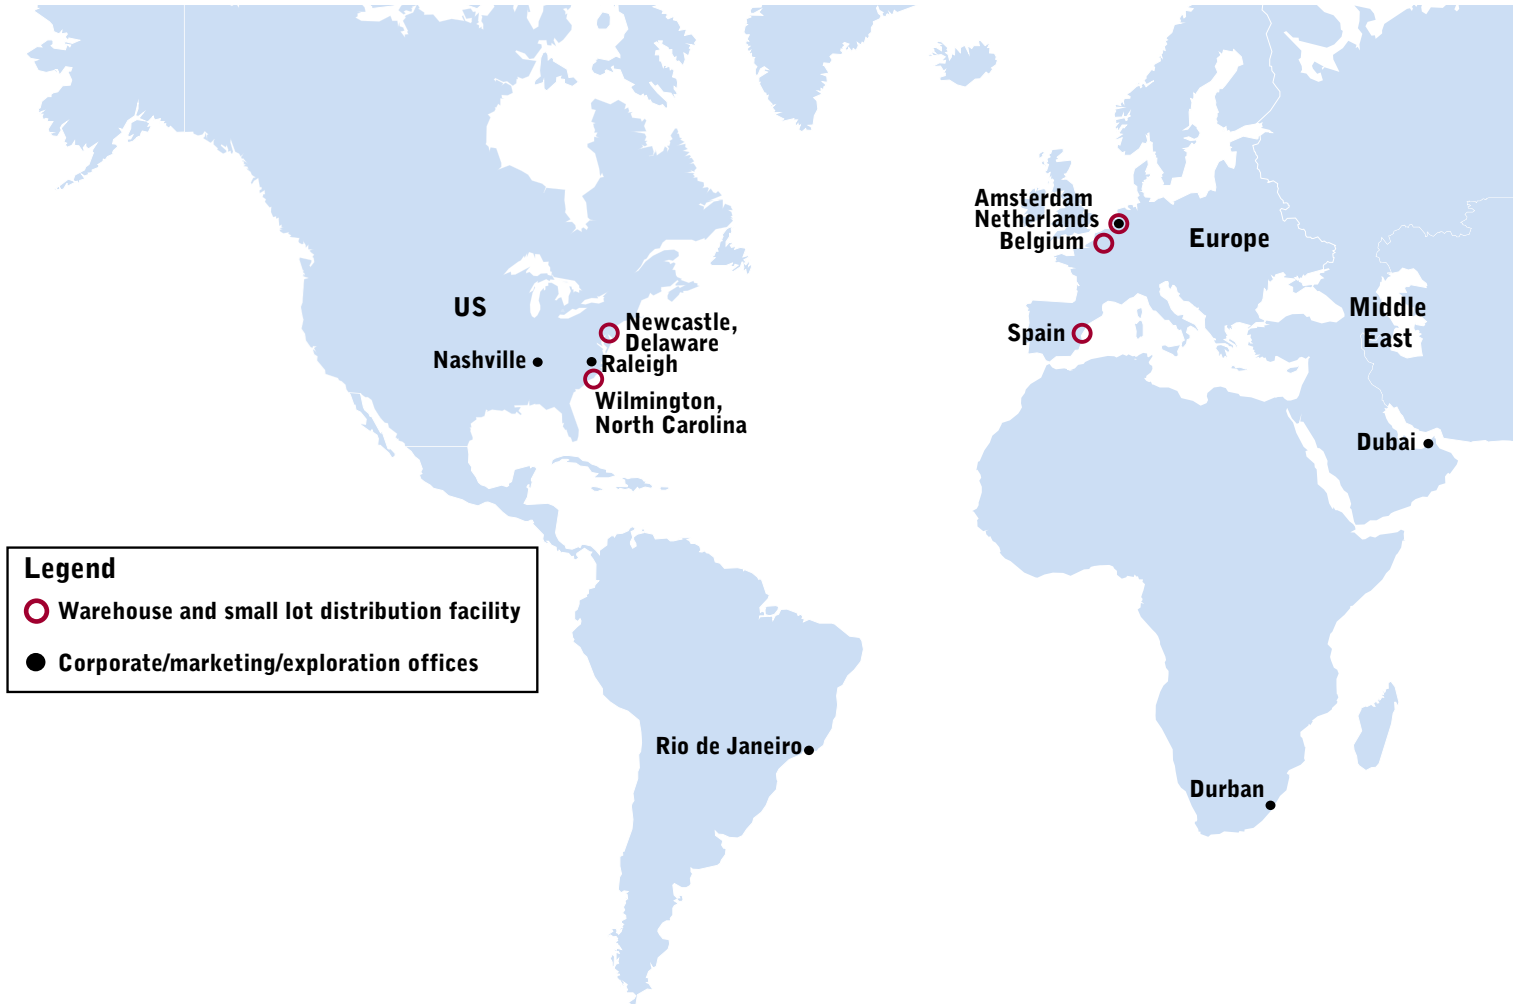 Amsterdam
Netherlands
Belgium
Europe
US
Newcastle,
Delaware
Nashville
Raleigh
Wilmington,
North Carolina
Spain
Middle
East
Dubai
Legend
Warehouse and small lot distribution facility
Corporate/marketing/exploration offices
Rio de Janeiro
Durban